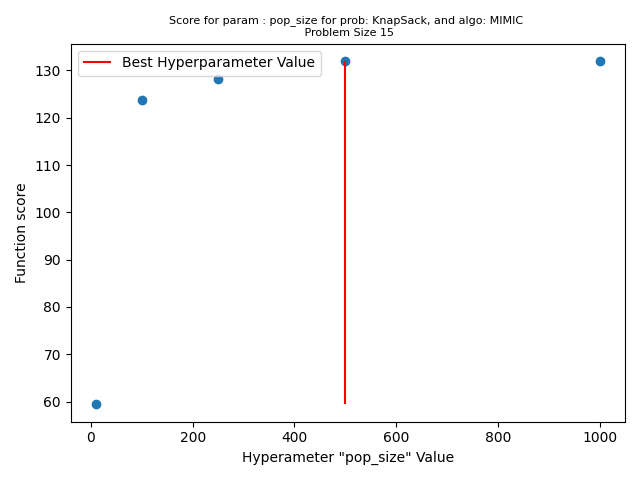 Score for param : pop_size for prob: KnapSack, and algo: MIMIC
Problem Size 15
Best Hyperparameter Value
Function score
130
120
110
100
90
80
70
60
0
200
400
600
800
1000
Hyperameter "pop_size" Value